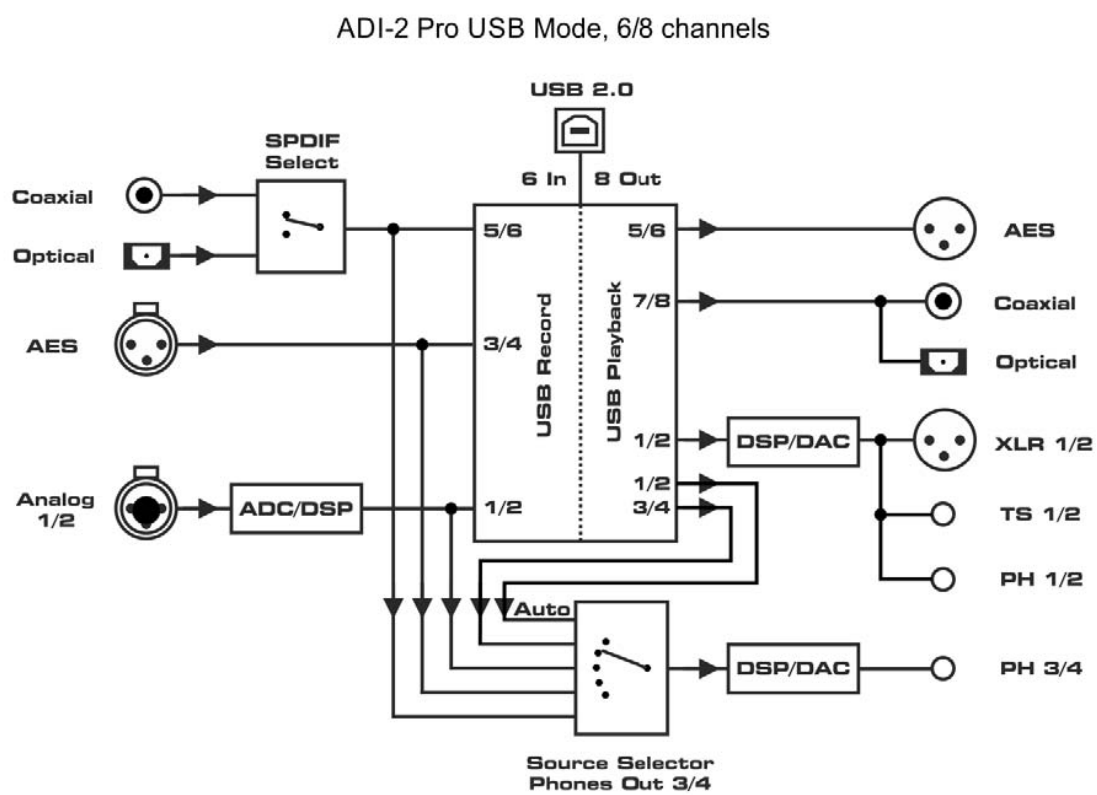 ADI-2 Pro USB Mode, 6/8 channels
USB 2.0
SPDIF
Select
6 In
8 Out
Coaxial
Optical
AES
Analog
1/2
ADC/DSP
5/6
3/4
1/2
USB Record
USB Playback
5/6
7/8
1/2
1/2
3/4
DSP/DAC
AES
Coaxial
Optical
XLR 1/2
TS 1/2
PH 1/2
Auto
DSP/DAC
PH 3/4
Source Selector
Phones Out 3/4